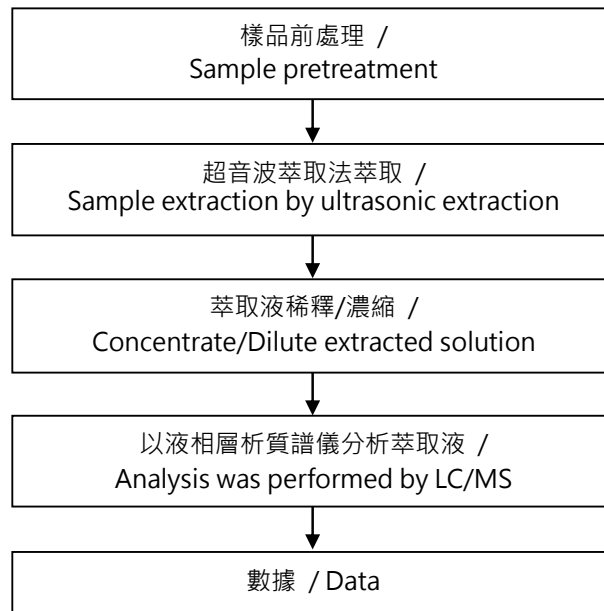 樣品前處理 /
Sample pretreatment
超音波萃取法萃取 /
Sample extraction by ultrasonic extraction
萃取液稀釋/濃縮 /
Concentrate/Dilute extracted solution
以液相層析質譜儀分析萃取液 /
Analysis was performed by LC/MS
數據 / Data